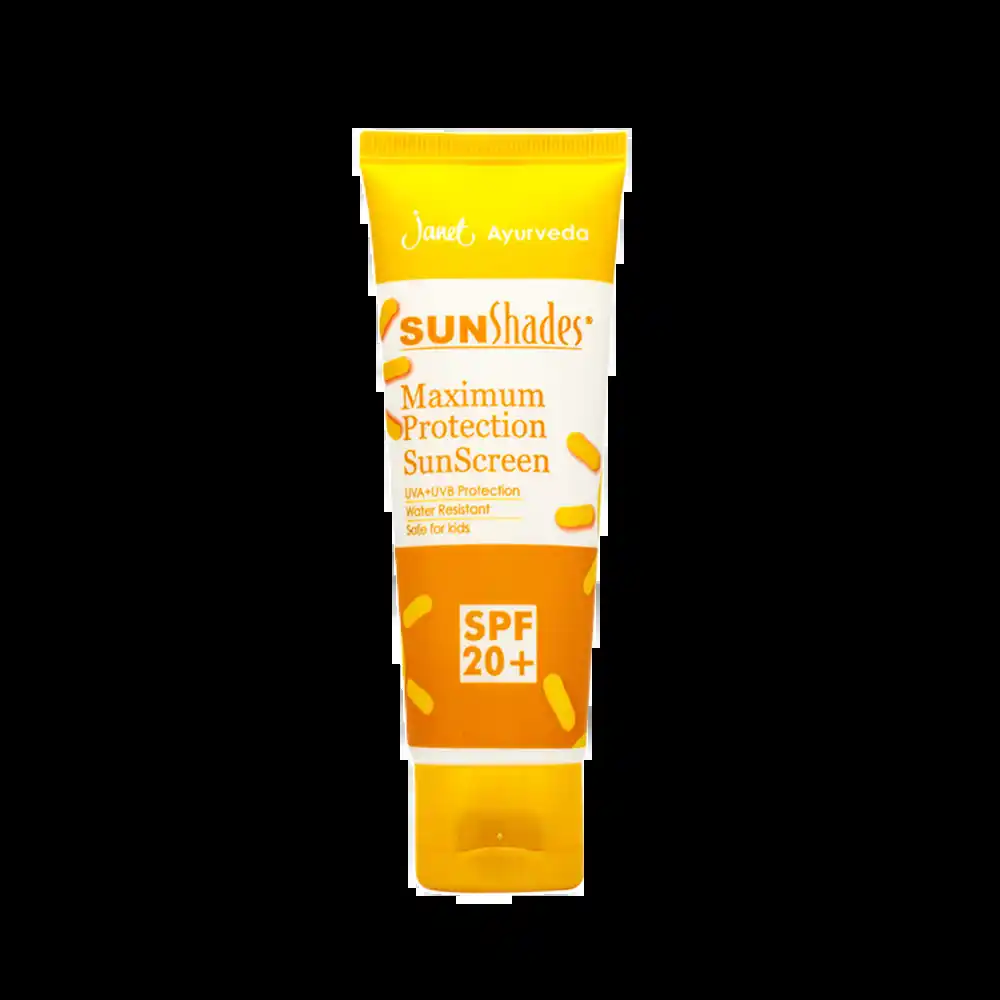 Janet Ayurveda
SUNShades®
Maximum
Protection
SunScreen
UVA+UVB Protection
Water Resistant
Safe for kids
SPF
20+